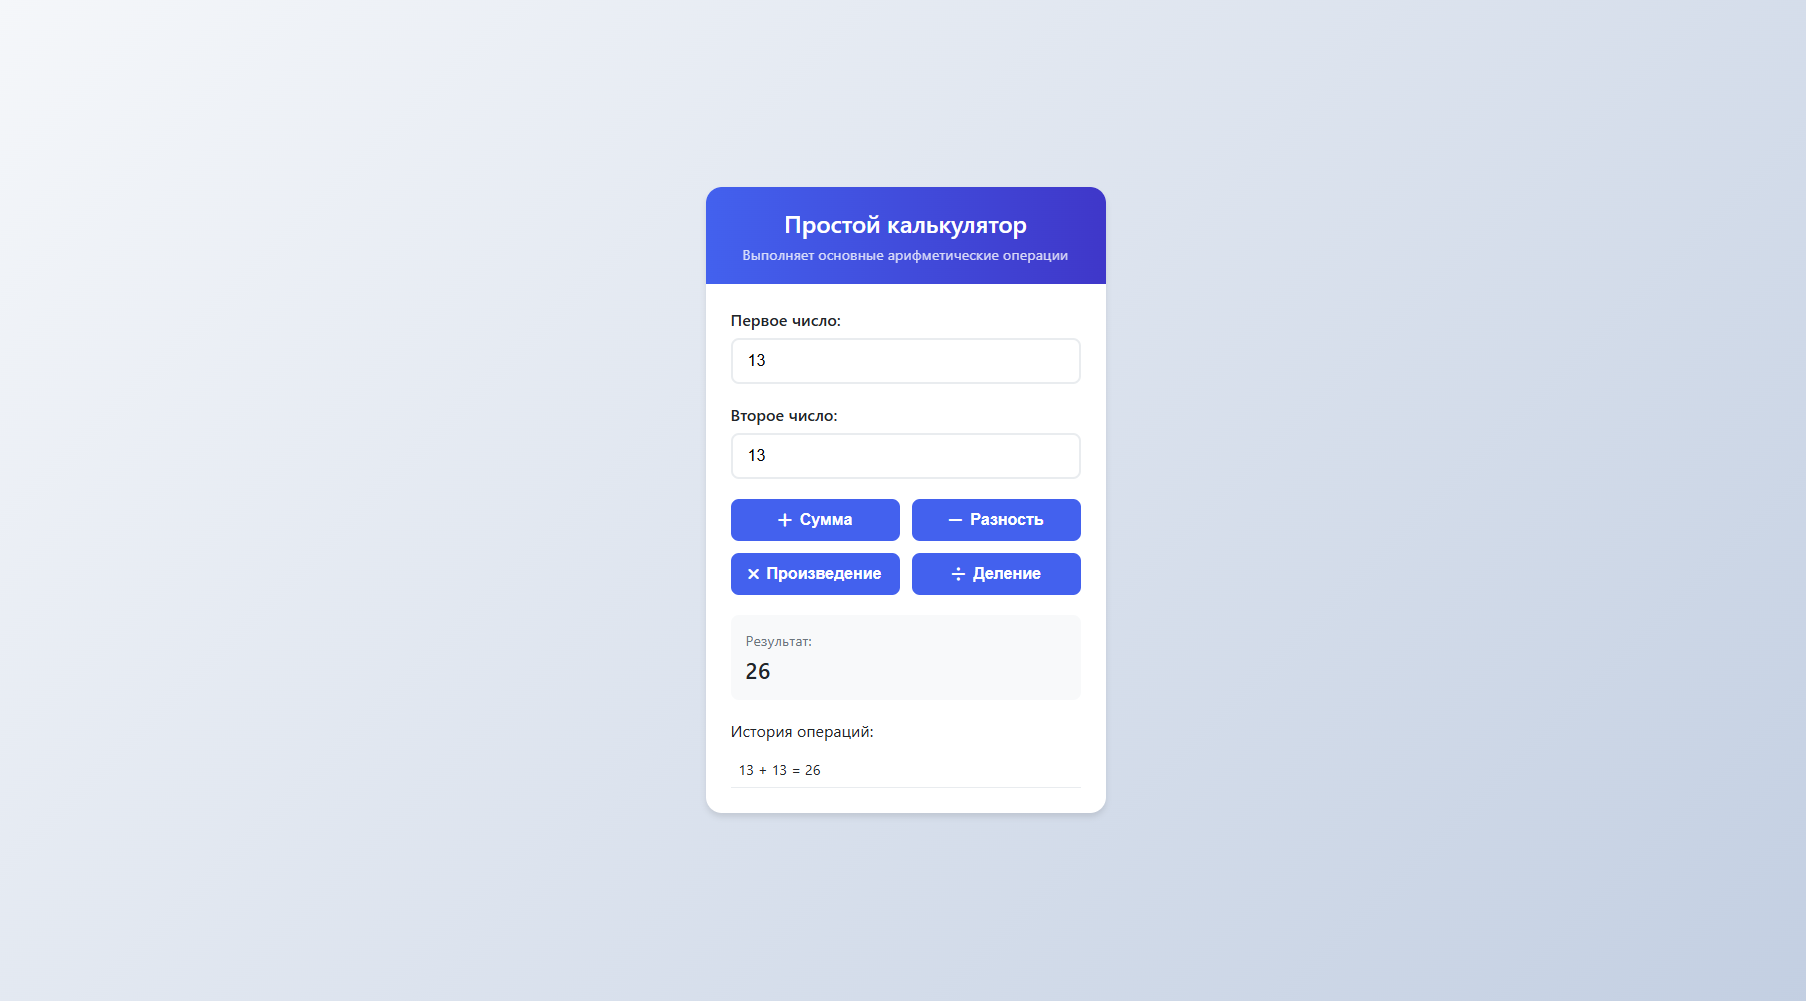 Простой калькулятор
Выполняет основные арифметические операции
Первое число:
13
Второе число:
13
+ Сумма
− Разность
× Произведение
÷ Деление
Результат:
26
История операций:
13 + 13 = 26